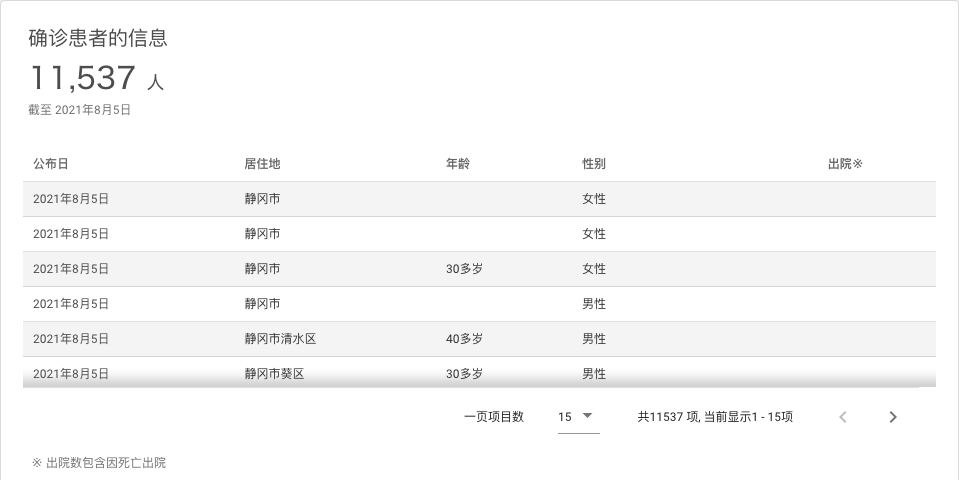 确诊患者的信息
11,537 人
截至 2021年8月5日
公布日 居住地 年龄 性别 出院※
2021年8月5日 静冈市 女性
2021年8月5日 静冈市 女性
2021年8月5日 静冈市 30多岁 女性
2021年8月5日 静冈市 男性
2021年8月5日 静冈市清水区 40多岁 男性
2021年8月5日 静冈市葵区 30多岁 男性
一页项目数 15 共11537 项, 当前显示1 - 15项
※ 出院数包含因死亡出院